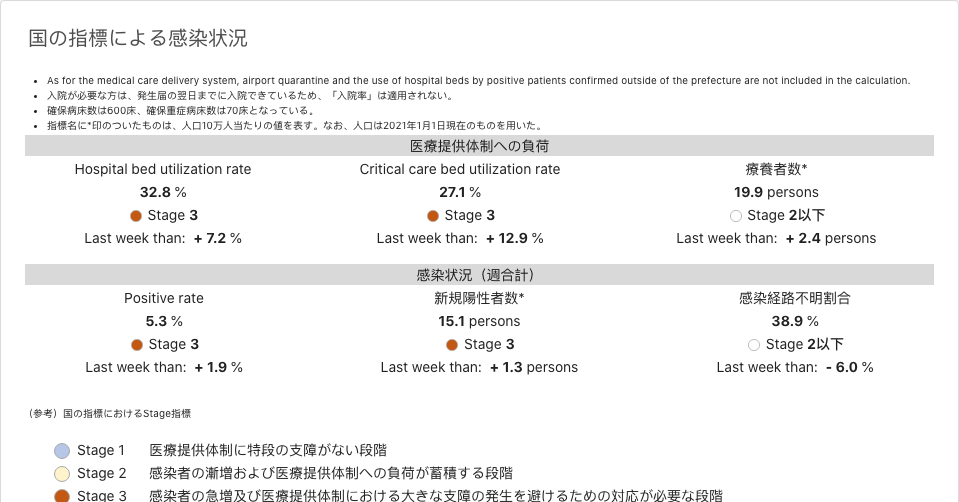 国の指標による感染状況
• As for the medical care delivery system, airport quarantine and the use of hospital beds by positive patients confirmed outside of the prefecture are not included in the calculation.
• 入院が必要な方は、発生届の翌日までに入院できているため、「入院率」は適用されない。
• 確保病床数は600床、確保重症病床数は70床となっている。
• 指標名に*印のついたものは、人口10万人当たりの値を表す。なお、人口は2021年1月1日現在のものを用いた。
医療提供体制への負荷
Hospital bed utilization rate Critical care bed utilization rate 療養者数*
32.8 % 27.1 % 19.9 persons
Stage 3 Stage 3 Stage 2以下
Last week than: + 7.2 % Last week than: + 12.9 % Last week than: + 2.4 persons
感染状況（週合計）
Positive rate 新規陽性者数* 感染経路不明割合
5.3 % 15.1 persons 38.9 %
Stage 3 Stage 3 Stage 2以下
Last week than: + 1.9 % Last week than: + 1.3 persons Last week than: - 6.0 %
（参考）国の指標におけるStage指標
Stage 1 医療提供体制に特段の支障がない段階
Stage 2 感染者の漸増および医療提供体制への負荷が蓄積する段階
Stage 3 感染者の急増及び医療提供体制における大きな支障の発生を避けるための対応が必要な段階